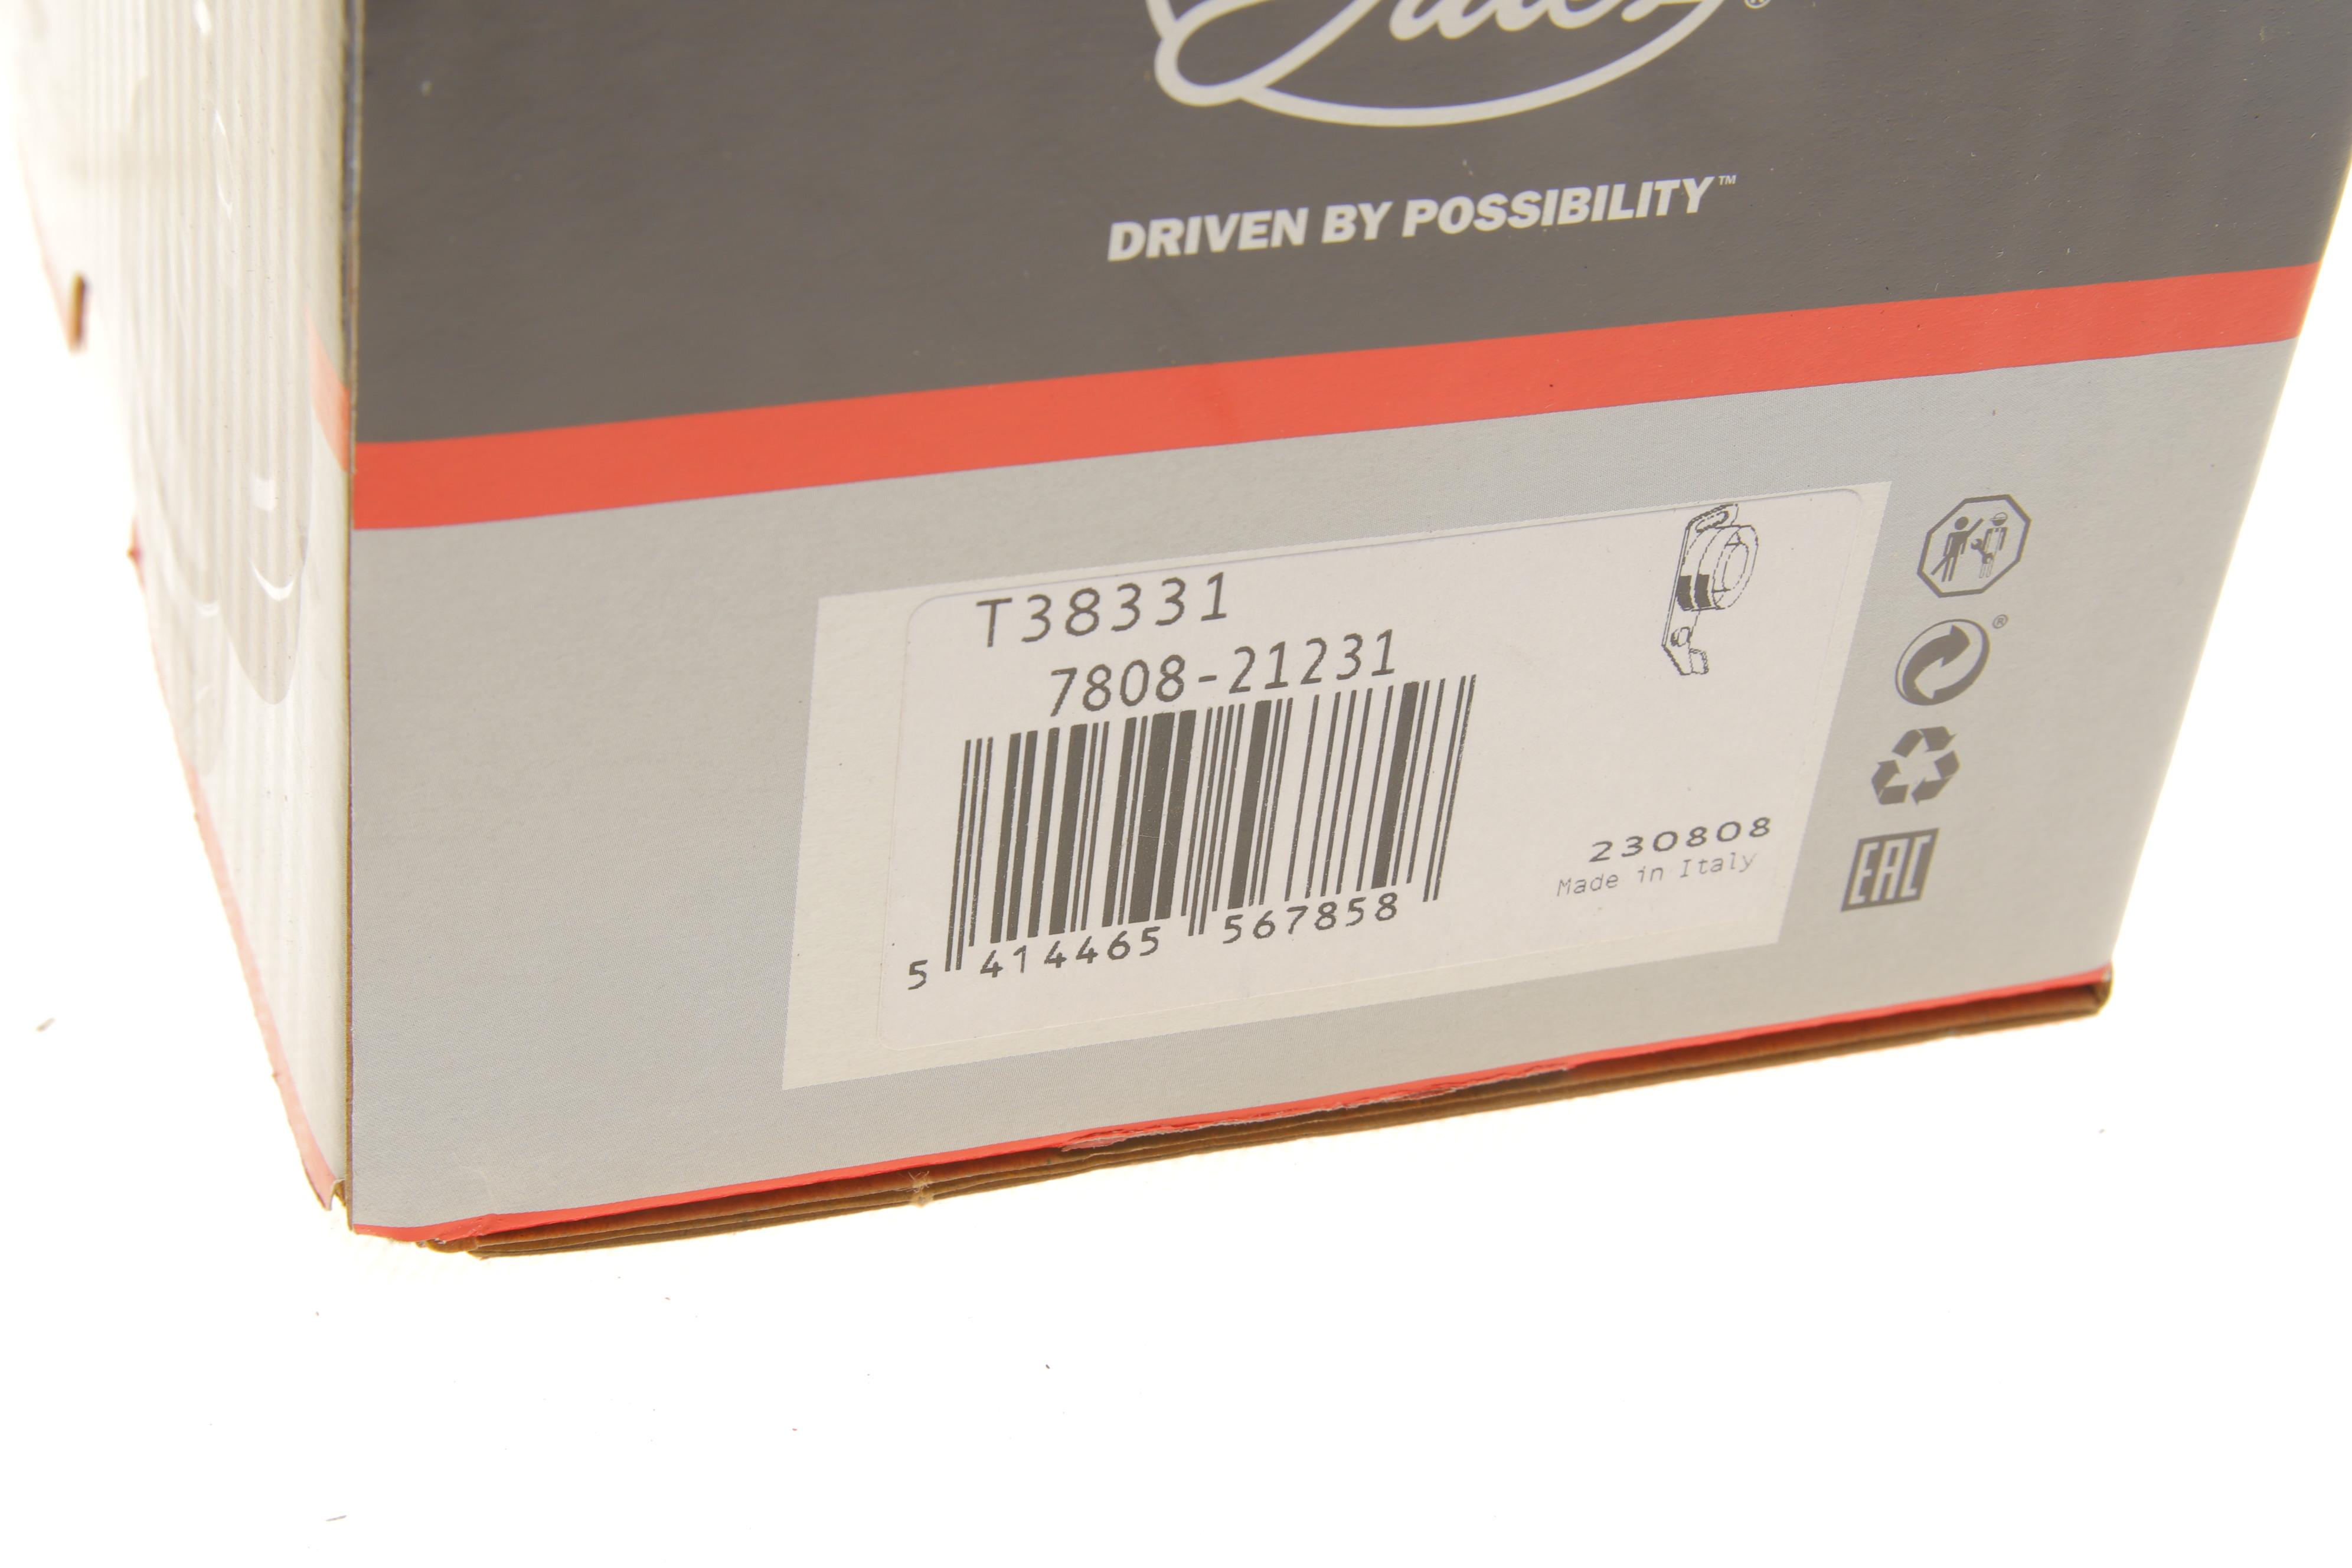 DRIVEN BY POSSIBILITY™
T38331
7808-21231
5 414465 567858
230808
Made in Italy
®
EAC